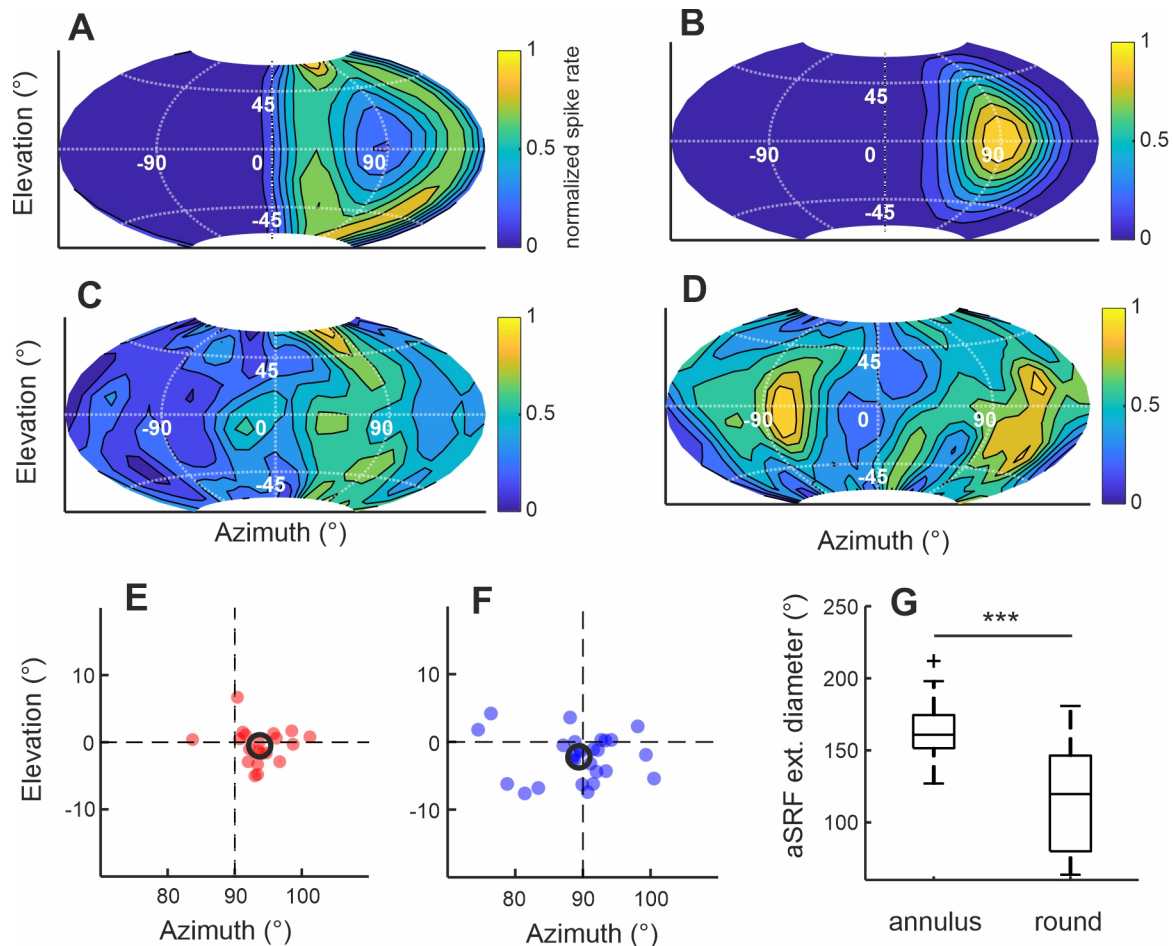 A
Elevation (°)
45
-90
0
90
-45
1
0.5
0
normalized spike rate
B
45
-90
0
90
-45
1
0.5
0
C
Elevation (°)
45
-90
0
90
-45
1
0.5
0
Azimuth (°)
D
45
-90
0
90
-45
1
0.5
0
Azimuth (°)
E
Elevation (°)
10
0
-10
80
90
100
Azimuth (°)
F
10
0
-10
80
90
100
Azimuth (°)
G
aSRF ext. diameter (°)
250
200
150
100
***
annulus
round